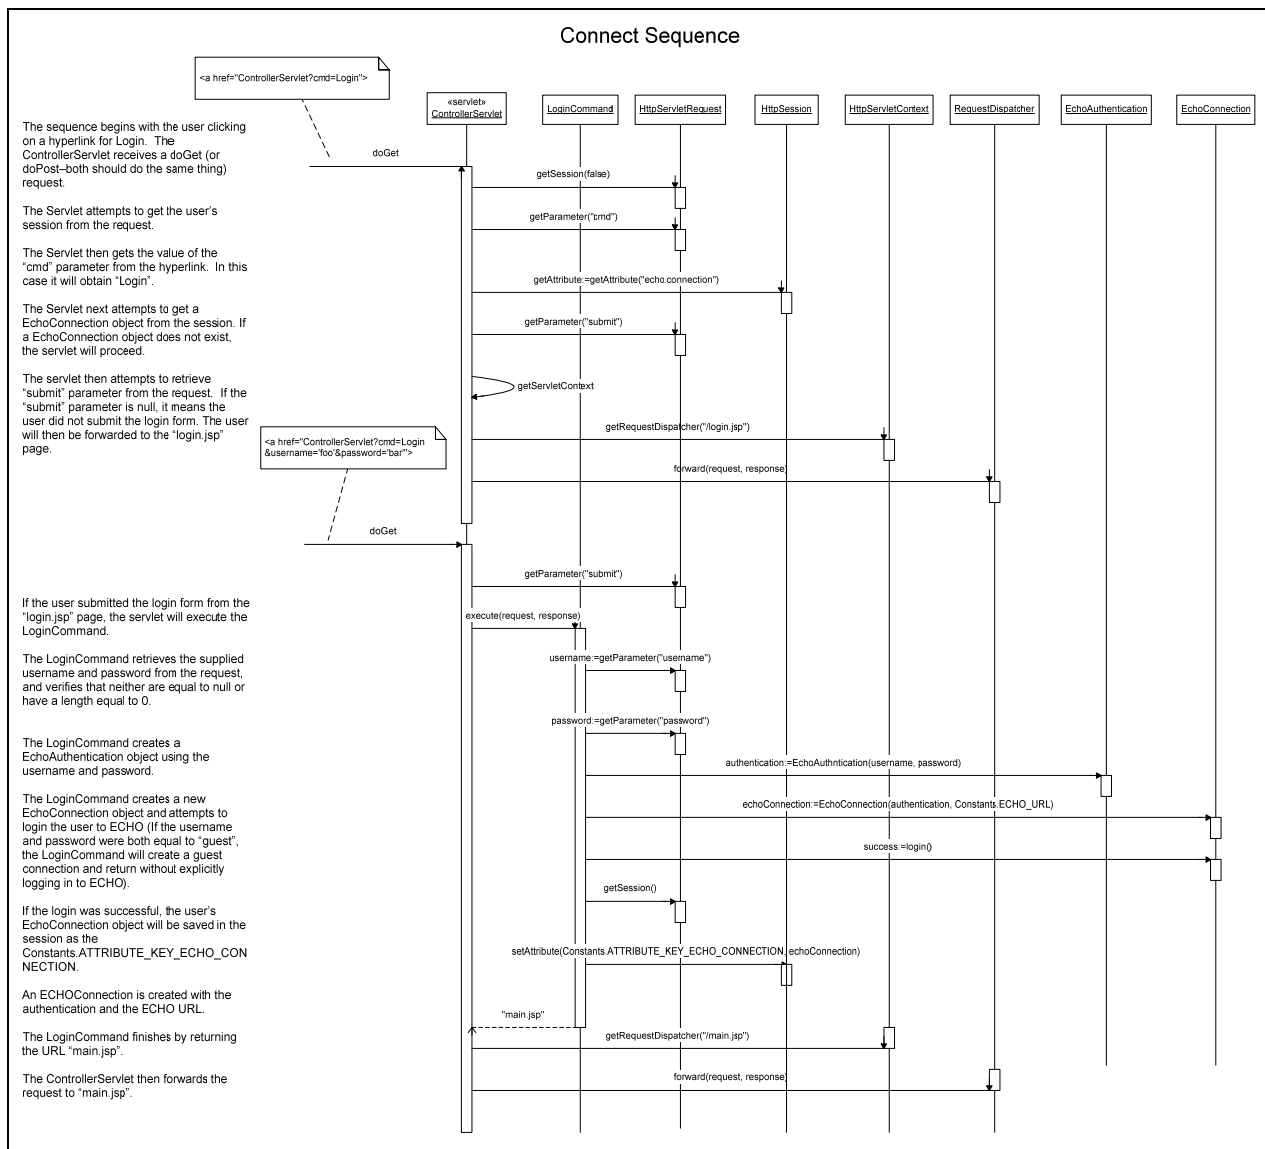 Connect Sequence
<a href="ControllerServlet?cmd=Login">
«servlet»
ControllerServlet
LoginCommand
HttpServletRequest
HttpSession
HttpServletContext
RequestDispatcher
EchoAuthentication
EchoConnection
The sequence begins with the user clicking
on a hyperlink for Login.  The
ControllerServlet receives a doGet (or
doPost–both should do the same thing)
request.
doGet
getSession(false)
The Servlet attempts to get the user’s
session from the request.
getParameter("cmd")
The Servlet then gets the value of the
“cmd” parameter from the hyperlink.  In this
case it will obtain “Login”.
getAttribute:=getAttribute("echo.connection")
The Servlet next attempts to get a
EchoConnection object from the session. If
a EchoConnection object does not exist,
the servlet will proceed.
getParameter("submit")
The servlet then attempts to retrieve
“submit” parameter from the request.  If the
“submit” parameter is null, it means the
user did not submit the login form. The user
will then be forwarded to the “login.jsp”
page.
getServletContext
<a href="ControllerServlet?cmd=Login
&username='foo'&password='bar'">
getRequestDispatcher("/login.jsp")
forward(request, response)
doGet
getParameter("submit")
If the user submitted the login form from the
“login.jsp” page, the servlet will execute the
LoginCommand.
execute(request, response)
The LoginCommand retrieves the supplied
username and password from the request,
and verifies that neither are equal to null or
have a length equal to 0.
username:=getParameter("username")
password:=getParameter("password")
The LoginCommand creates a
EchoAuthentication object using the
username and password.
authentication:=EchoAuthntication(username, password)
The LoginCommand creates a new
EchoConnection object and attempts to
login the user to ECHO (If the username
and password were both equal to “guest”,
the LoginCommand will create a guest
connection and return without explicitly
logging in to ECHO).
echoConnection:=EchoConnection(authentication, Constants.ECHO_URL)
success:=login()
getSession()
If the login was successful, the user’s
EchoConnection object will be saved in the
session as the
Constants.ATTRIBUTE_KEY_ECHO_CON
NECTION.
setAttribute(Constants.ATTRIBUTE_KEY_ECHO_CONNECTION, echoConnection)
An ECHOConnection is created with the
authentication and the ECHO URL.
"main.jsp"
The LoginCommand finishes by returning
the URL “main.jsp”.
getRequestDispatcher("/main.jsp")
The ControllerServlet then forwards the
request to “main.jsp”.
forward(request, response)